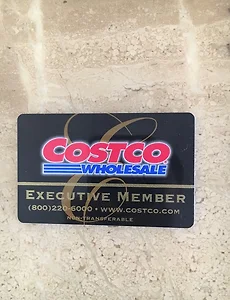 COSTCO
WHOLESALE
EXECUTIVE MEMBER
(800)220-6000 • WWW.COSTCO.COM
NON-TRANSFERABLE